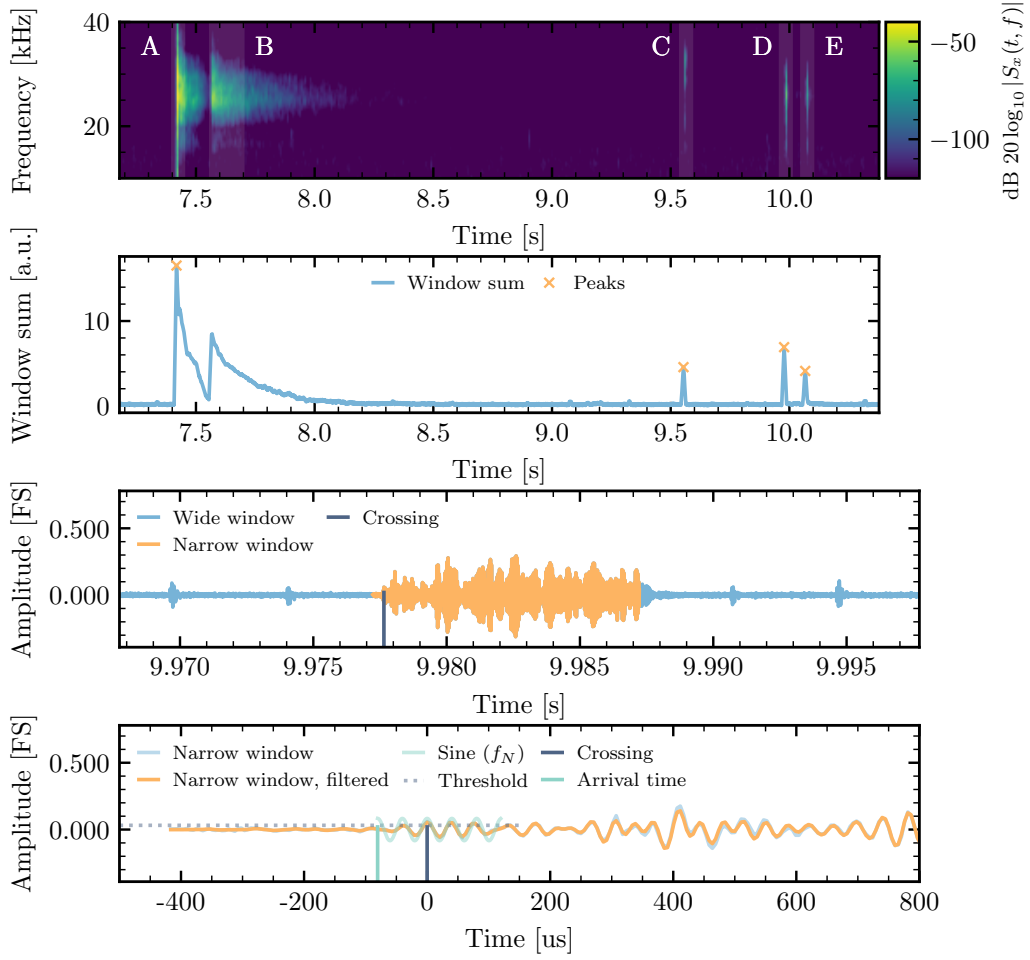 40
20
Frequency [kHz]
A
B
C
D
E
−50
−100
dB 20 log₁₀ |Sₓ(t, f)|
7.5
8.0
8.5
9.0
9.5
10.0
Time [s]
Window sum [a.u.]
10
0
Window sum
Peaks
7.5
8.0
8.5
9.0
9.5
10.0
Time [s]
Amplitude [FS]
0.500
0.000
Wide window
Crossing
Narrow window
9.970
9.975
9.980
9.985
9.990
9.995
Time [s]
Amplitude [FS]
0.500
0.000
Narrow window
Sine (f_N)
Crossing
Narrow window, filtered
Threshold
Arrival time
-400
-200
0
200
400
600
800
Time [us]